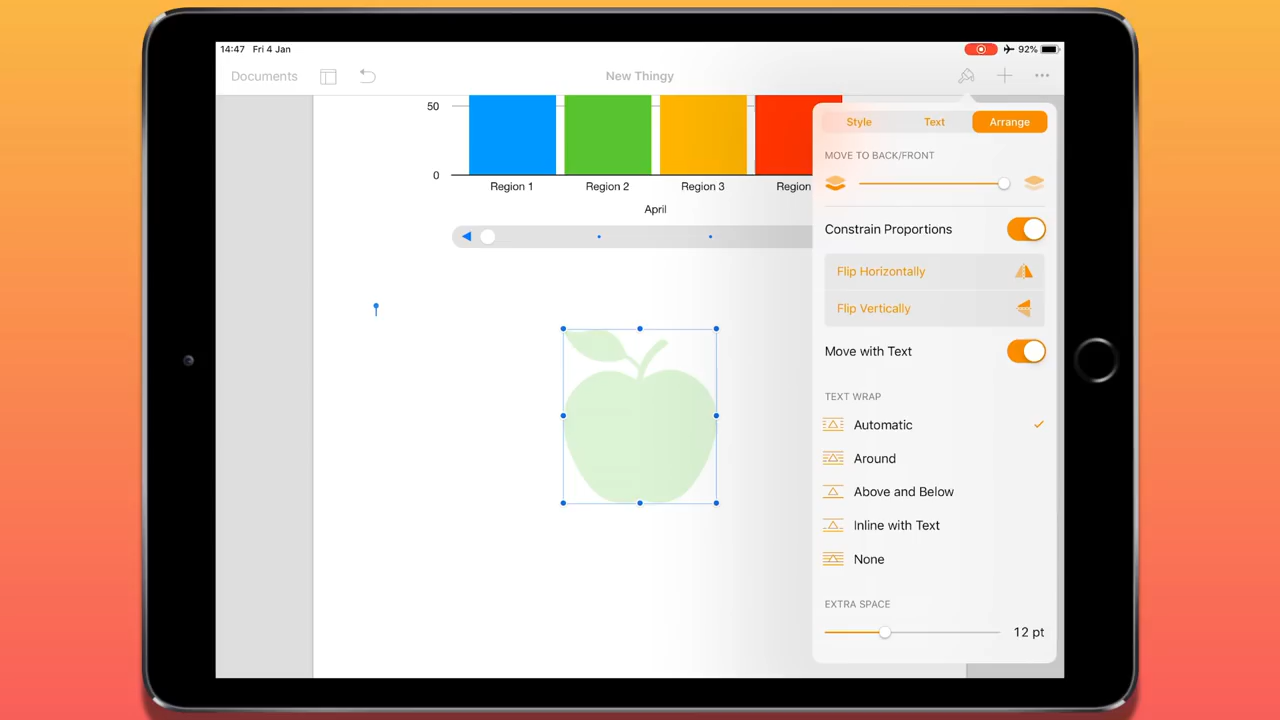 14:47 Fri 4 Jan 92%
Documents New Thingy
Style Text Arrange
MOVE TO BACK/FRONT
50
0
Region 1 Region 2 Region 3 Region
April
Constrain Proportions
Flip Horizontally
Flip Vertically
Move with Text
TEXT WRAP
Automatic
Around
Above and Below
Inline with Text
None
EXTRA SPACE
12 pt